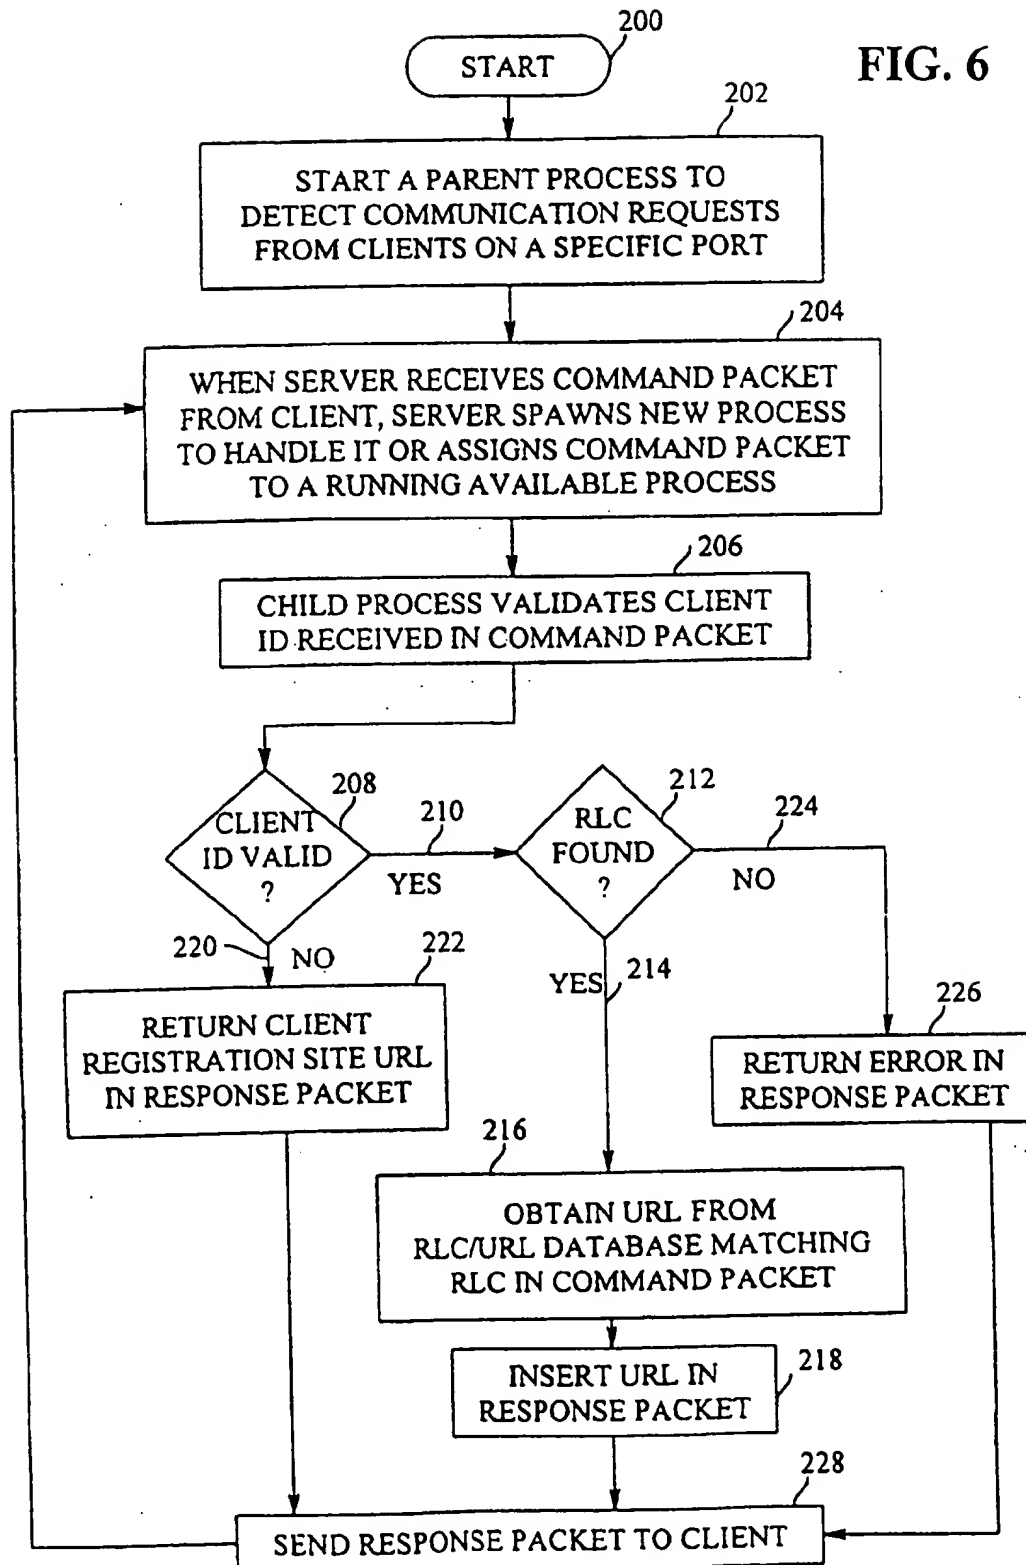 200
START
FIG. 6
202
START A PARENT PROCESS TO
DETECT COMMUNICATION REQUESTS
FROM CLIENTS ON A SPECIFIC PORT
204
WHEN SERVER RECEIVES COMMAND PACKET
FROM CLIENT, SERVER SPAWNS NEW PROCESS
TO HANDLE IT OR ASSIGNS COMMAND PACKET
TO A RUNNING AVAILABLE PROCESS
206
CHILD PROCESS VALIDATES CLIENT
ID RECEIVED IN COMMAND PACKET
208
CLIENT
ID VALID
?
210
YES
212
RLC
FOUND
?
224
NO
220
NO
222
RETURN CLIENT
REGISTRATION SITE URL
IN RESPONSE PACKET
YES
214
226
RETURN ERROR IN
RESPONSE PACKET
216
OBTAIN URL FROM
RLC/URL DATABASE MATCHING
RLC IN COMMAND PACKET
218
INSERT URL IN
RESPONSE PACKET
228
SEND RESPONSE PACKET TO CLIENT